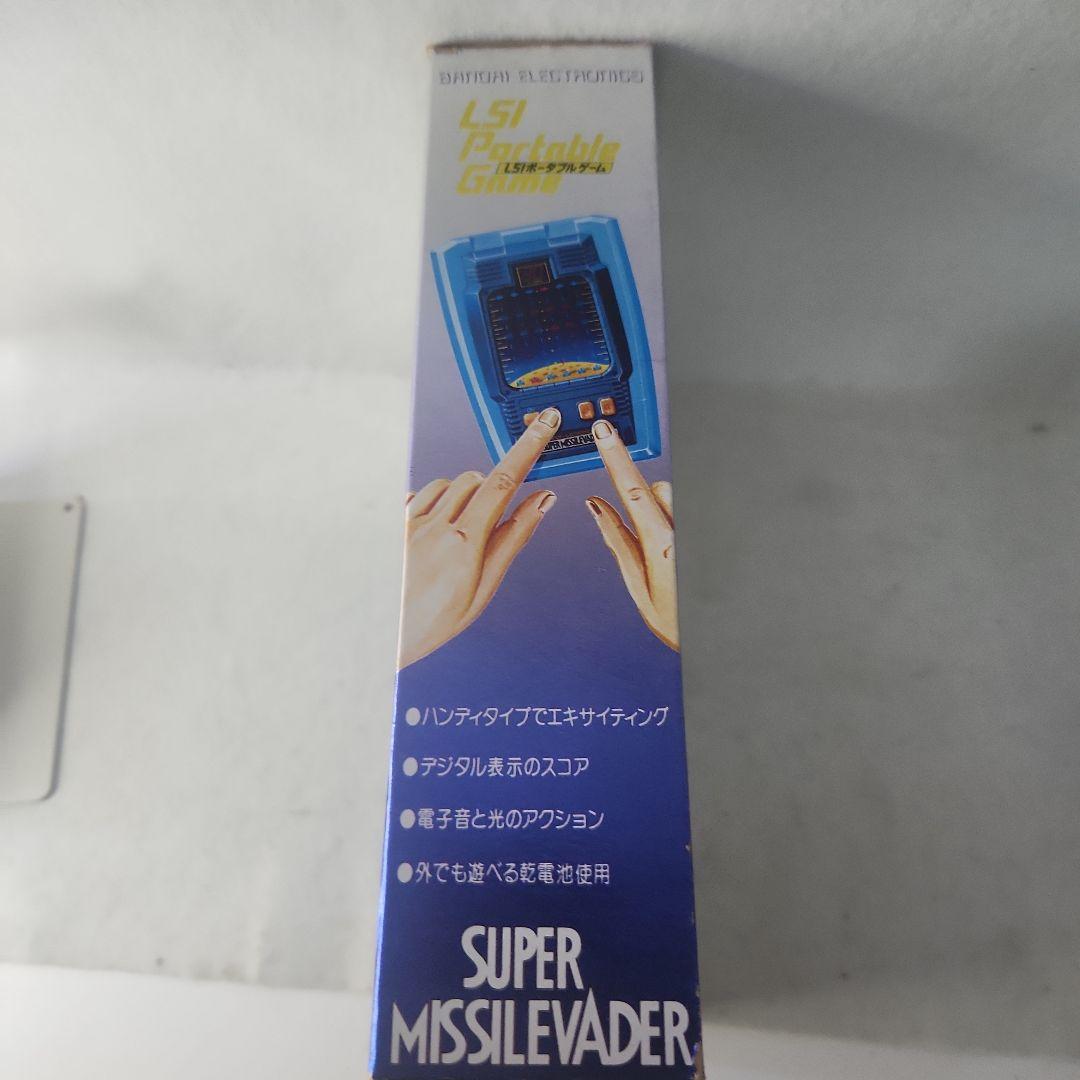 BANDAI ELECTRONICS
LSI
Portable
LSIポータブルゲーム
Game
SUPER MISSILEVADER
●ハンディタイプでエキサイティング
●デジタル表示のスコア
●電子音と光のアクション
●外でも遊べる乾電池使用
SUPER
MISSILEVADER